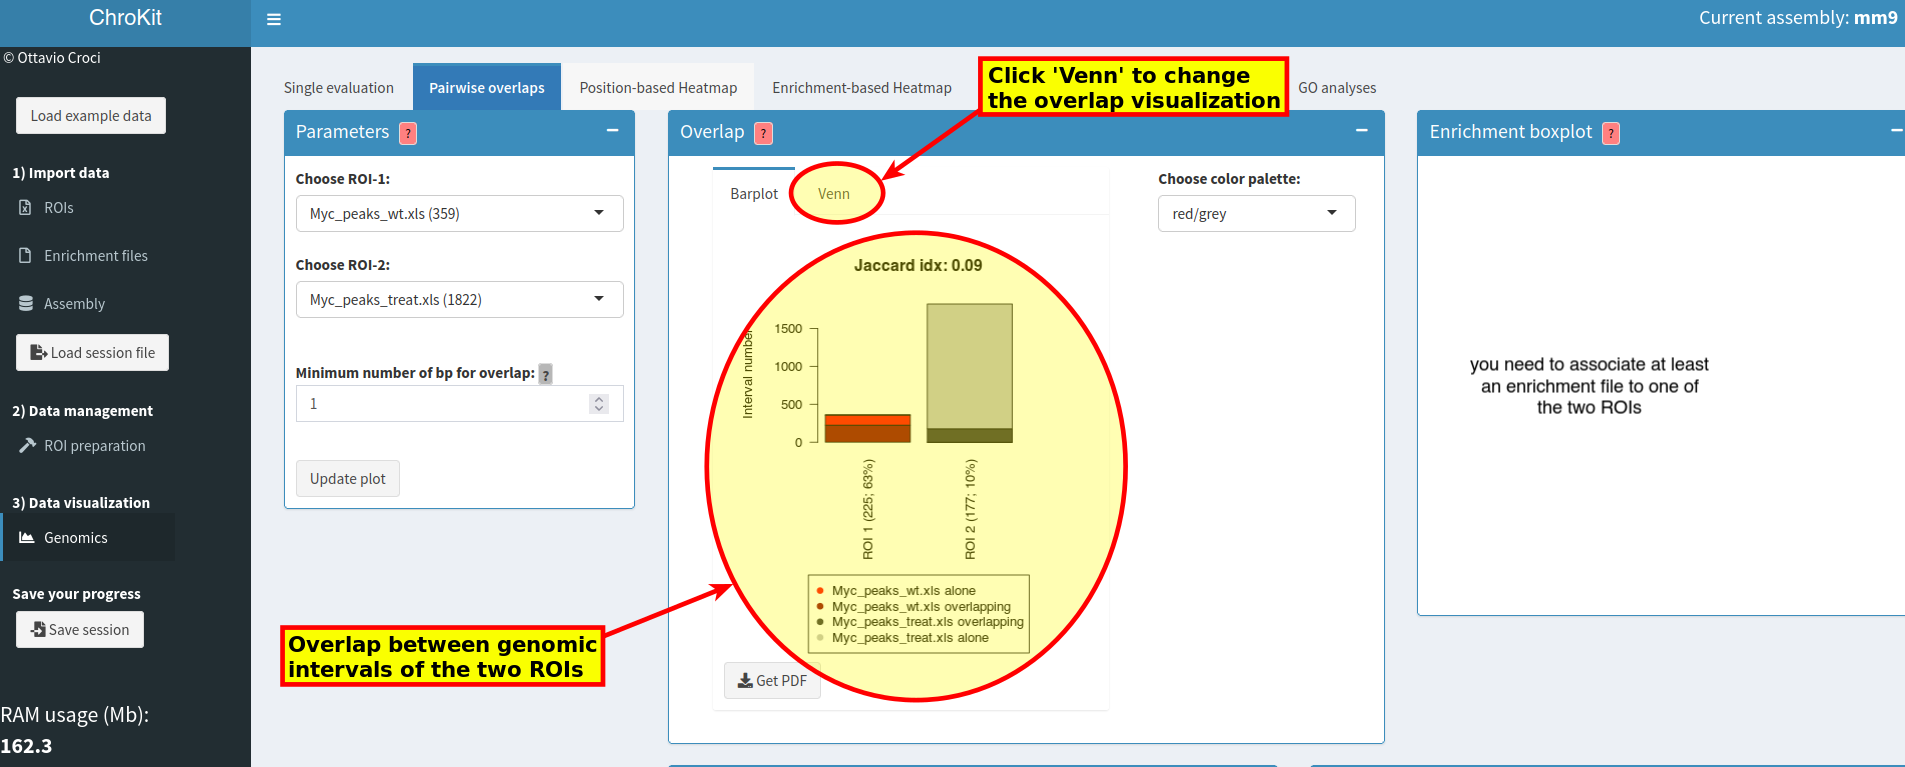 ChroKit
Current assembly: mm9
© Ottavio Croci
Load example data
1) Import data
ROIs
Enrichment files
Assembly
Load session file
2) Data management
ROI preparation
3) Data visualization
Genomics
Save your progress
Save session
RAM usage (Mb):
162.3
Single evaluation
Pairwise overlaps
Position-based Heatmap
Enrichment-based Heatmap
GO analyses
Click 'Venn' to change
the overlap visualization
Parameters ?
Choose ROI-1:
Myc_peaks_wt.xls (359)
Choose ROI-2:
Myc_peaks_treat.xls (1822)
Minimum number of bp for overlap: ?
1
Update plot
Overlap ?
Barplot
Venn
Choose color palette:
red/grey
Jaccard idx: 0.09
Interval number
1500
1000
500
0
ROI 1 (225; 63%)
ROI 2 (177; 10%)
Myc_peaks_wt.xls alone
Myc_peaks_wt.xls overlapping
Myc_peaks_treat.xls overlapping
Myc_peaks_treat.xls alone
Get PDF
Overlap between genomic
intervals of the two ROIs
Enrichment boxplot ?
you need to associate at least
an enrichment file to one of
the two ROIs